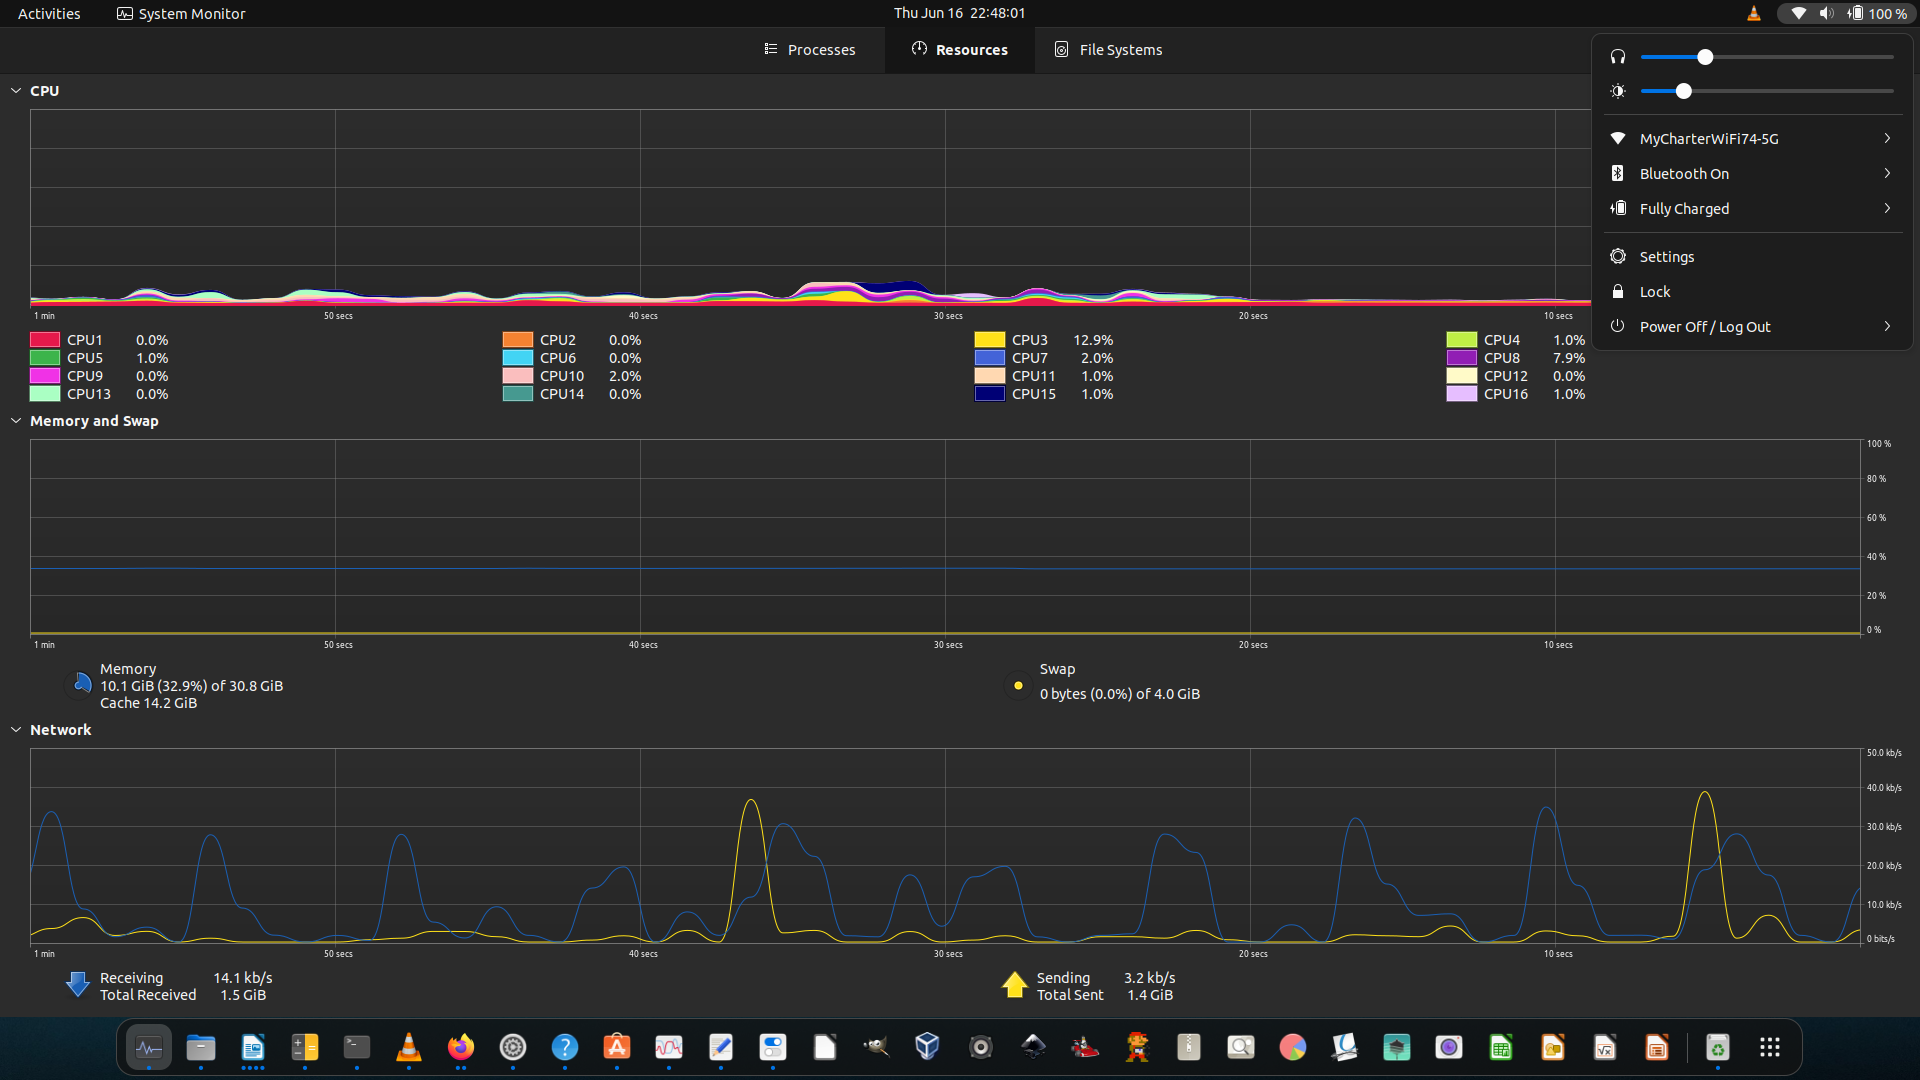 Activities System Monitor Thu Jun 16 22:48:01 100 %
Processes Resources File Systems
CPU
1 min 50 secs 40 secs 30 secs 20 secs 10 secs
CPU1 0.0% CPU2 0.0% CPU3 12.9% CPU4 1.0%
CPU5 1.0% CPU6 0.0% CPU7 2.0% CPU8 7.9%
CPU9 0.0% CPU10 2.0% CPU11 1.0% CPU12 0.0%
CPU13 0.0% CPU14 0.0% CPU15 1.0% CPU16 1.0%
MyCharterWiFi74-5G
Bluetooth On
Fully Charged
Settings
Lock
Power Off / Log Out
Memory and Swap
100 %
80 %
60 %
40 %
20 %
0 %
1 min 50 secs 40 secs 30 secs 20 secs 10 secs
Memory
10.1 GiB (32.9%) of 30.8 GiB
Cache 14.2 GiB
Swap
0 bytes (0.0%) of 4.0 GiB
Network
50.0 kb/s
40.0 kb/s
30.0 kb/s
20.0 kb/s
10.0 kb/s
0 bits/s
1 min 50 secs 40 secs 30 secs 20 secs 10 secs
Receiving 14.1 kb/s
Total Received 1.5 GiB
Sending 3.2 kb/s
Total Sent 1.4 GiB